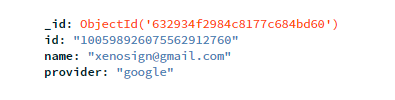 _id: ObjectId('632934f2984c8177c684bd60')
id: "100598926075562912760"
name: "xenosign@gmail.com"
provider: "google"